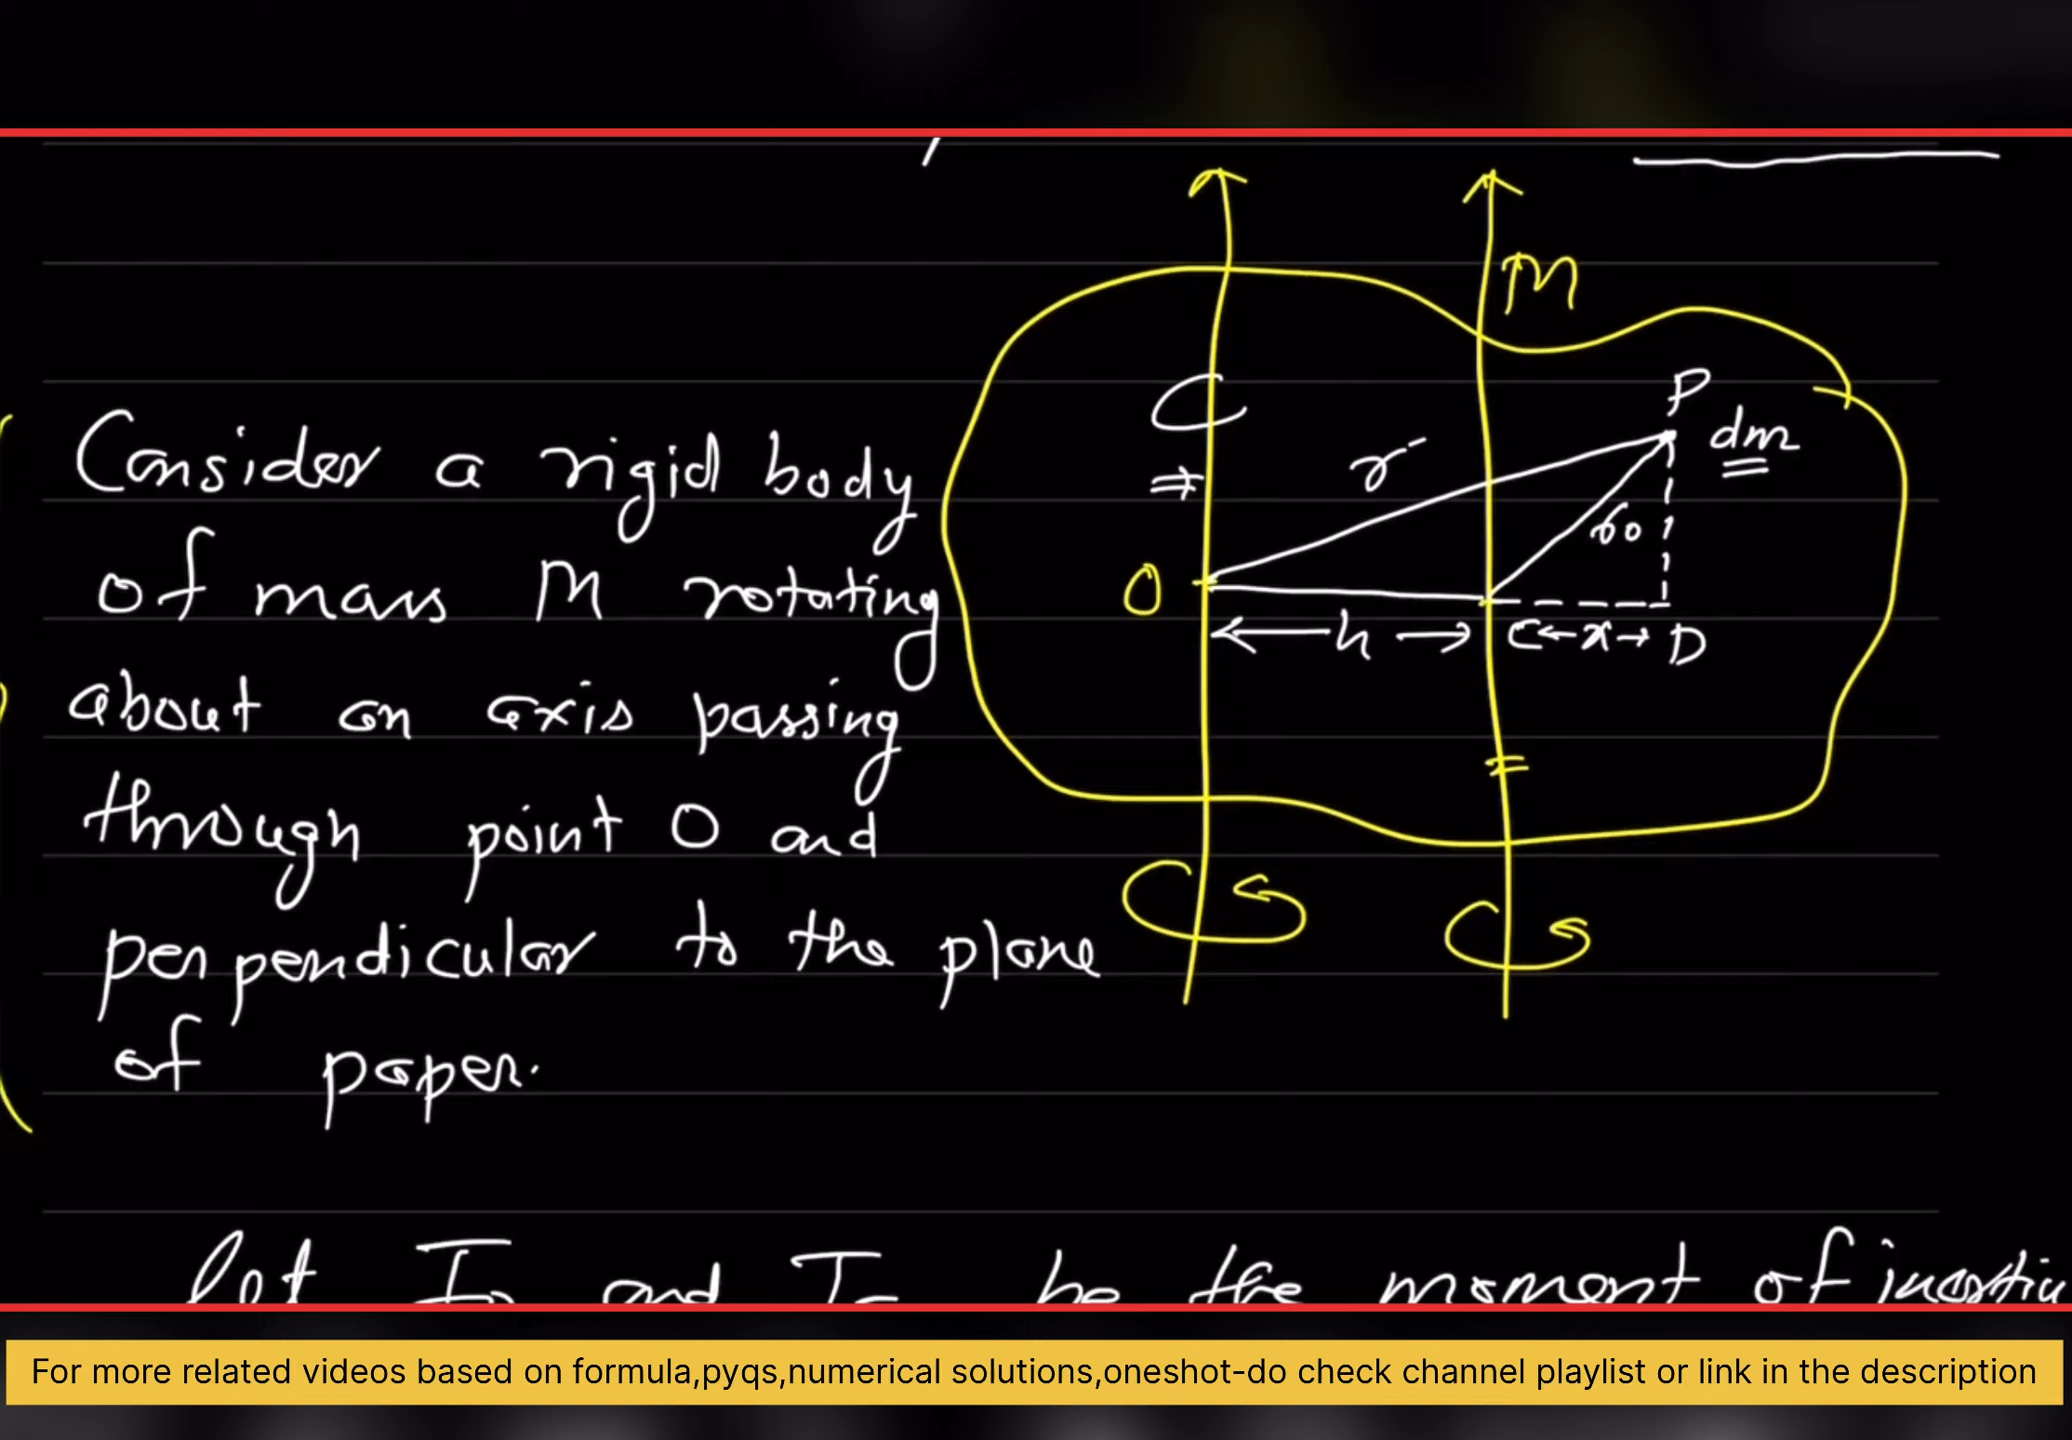 Consider a rigid body
of mass M rotating
about an axis passing
through point O and
perpendicular to the plane
of paper.
M
P
dm
r
r₀
O
h
C
x
D
let I₀ and be the moment of inertia
For more related videos based on formula,pyqs,numerical solutions,oneshot-do check channel playlist or link in the description